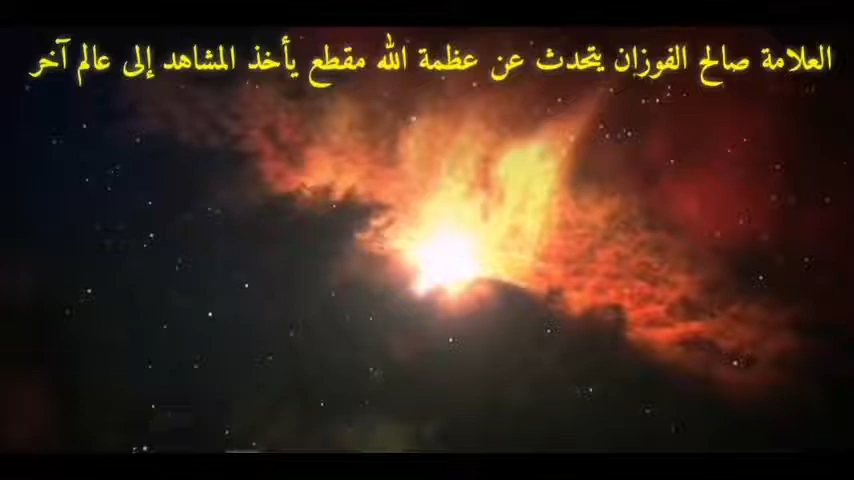 العلامة صالح الفوزان يتحدث عن عظمة الله مقطع يأخذ المشاهد إلى عالم آخر